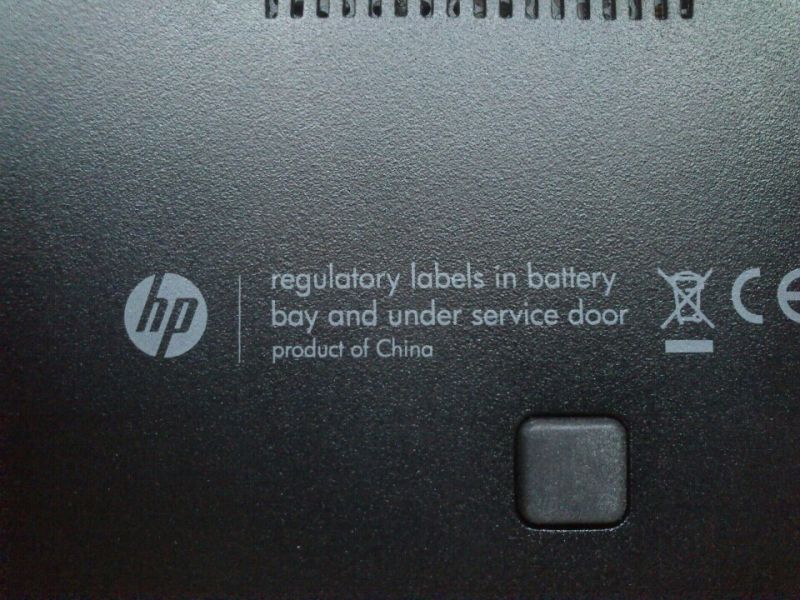 hp
regulatory labels in battery
bay and under service door
product of China
CE